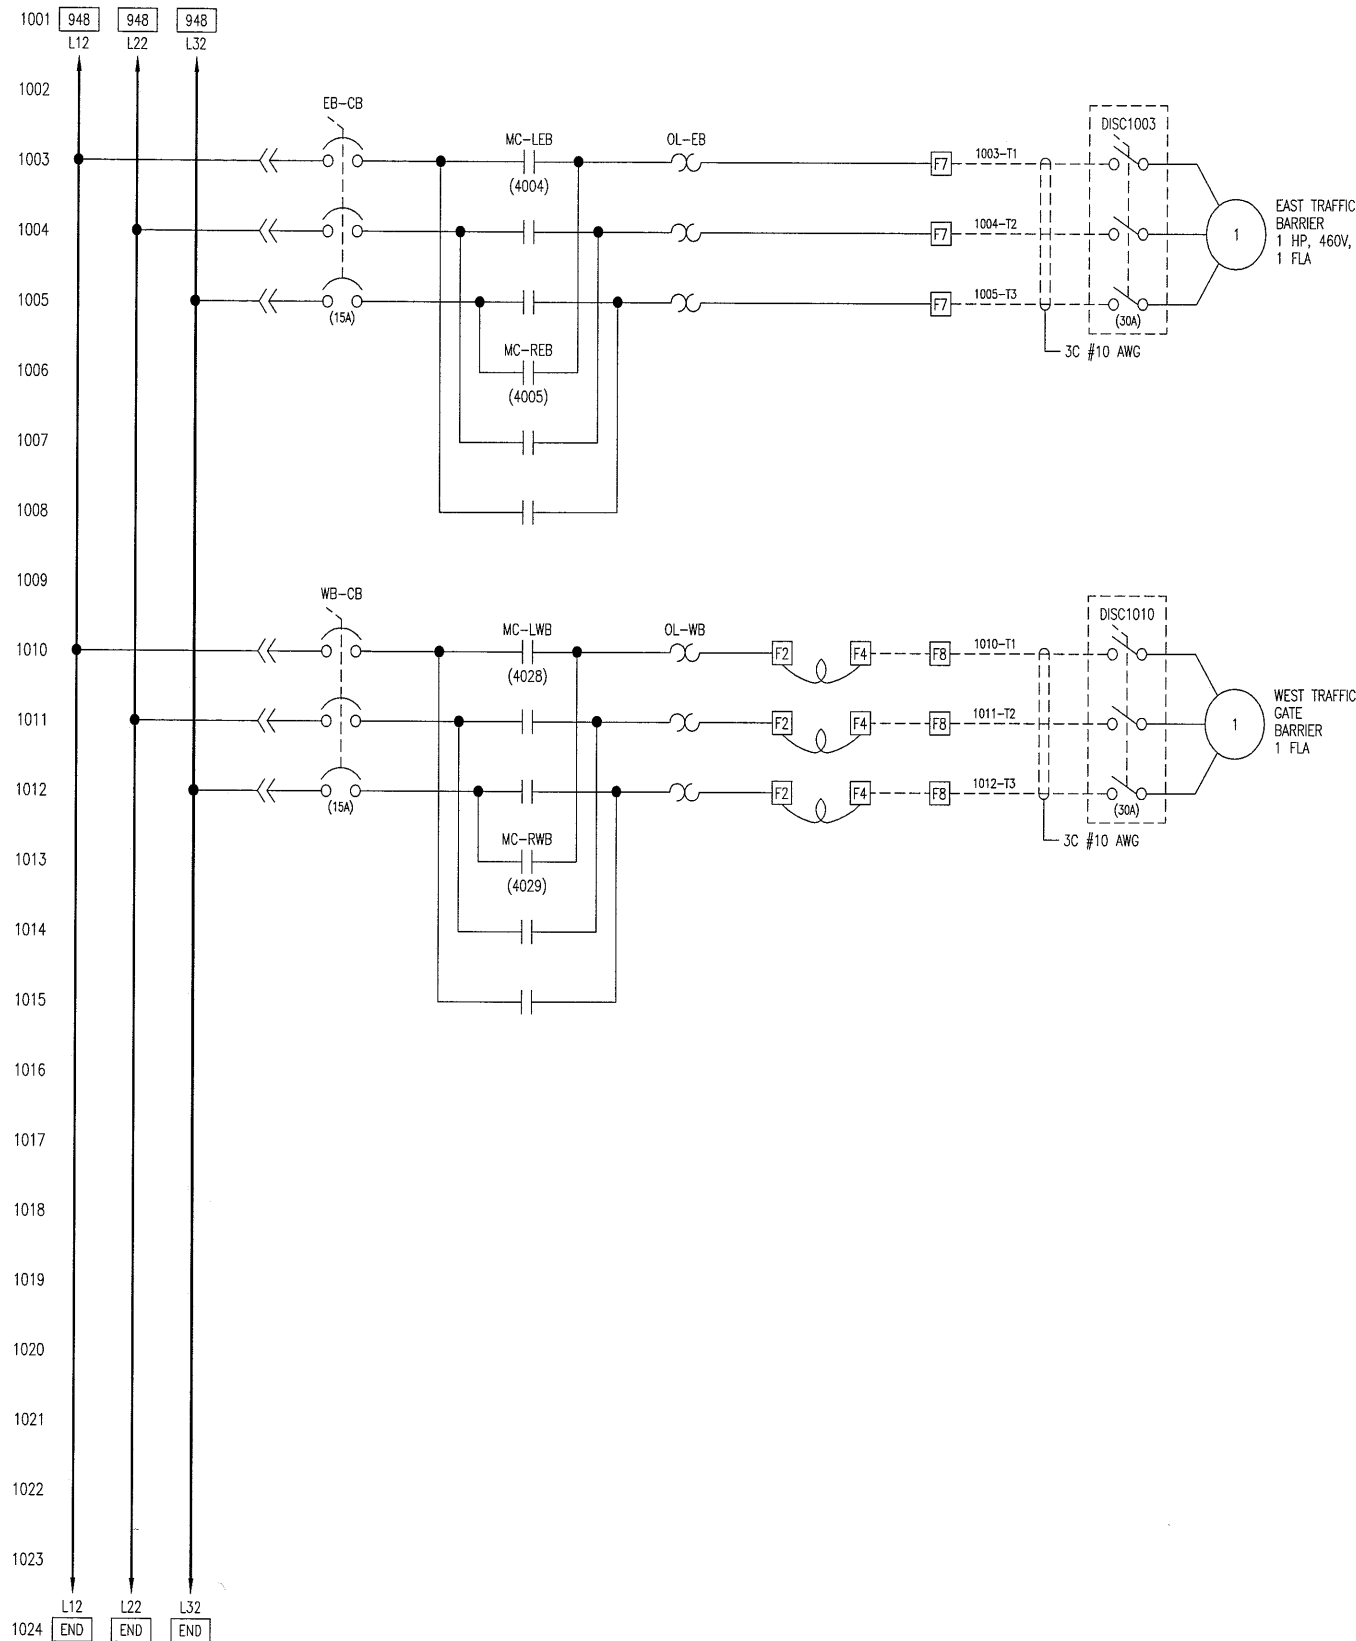 1001 948 948 948
L12 L22 L32
1002
EB-CB
DISC1003
MC-LEB OL-EB
1003 F7 1003-T1
(4004)
EAST TRAFFIC
BARRIER
1 HP, 460V,
1 FLA
1004 F7 1004-T2 1
1005 F7 1005-T3
(15A) (30A)
MC-REB 3C #10 AWG
1006
(4005)
1007
1008
1009
WB-CB
DISC1010
MC-LWB OL-WB
1010 F2 F4 F8 1010-T1
(4028)
WEST TRAFFIC
GATE
BARRIER
1 FLA
1011 F2 F4 F8 1011-T2 1
1012 F2 F4 F8 1012-T3
(15A) (30A)
MC-RWB 3C #10 AWG
1013
(4029)
1014
1015
1016
1017
1018
1019
1020
1021
1022
1023
L12 L22 L32
1024 END END END